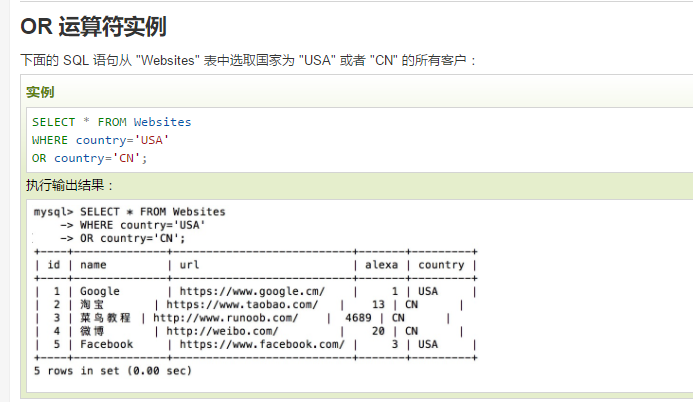 OR 运算符实例
下面的 SQL 语句从 "Websites" 表中选取国家为 "USA" 或者 "CN" 的所有客户：
实例
SELECT * FROM Websites
WHERE country='USA'
OR country='CN';
执行输出结果：
mysql> SELECT * FROM Websites
    -> WHERE country='USA'
    -> OR country='CN';
+----+--------------+---------------------------+-------+---------+
| id | name         | url                       | alexa | country |
+----+--------------+---------------------------+-------+---------+
|  1 | Google       | https://www.google.cm/    |     1 | USA     |
|  2 | 淘宝       | https://www.taobao.com/   |    13 | CN      |
|  3 | 菜鸟教程 | http://www.runoob.com/    |  4689 | CN      |
|  4 | 微博       | http://weibo.com/         |    20 | CN      |
|  5 | Facebook     | https://www.facebook.com/ |     3 | USA     |
+----+--------------+---------------------------+-------+---------+
5 rows in set (0.00 sec)